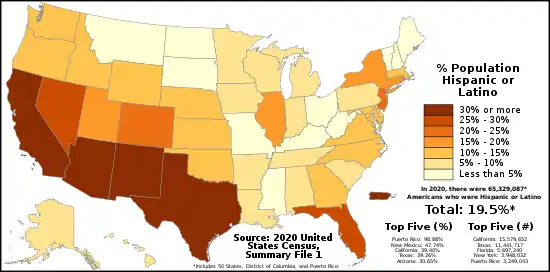 % Population
Hispanic or
Latino
30% or more
25% - 30%
20% - 25%
15% - 20%
10% - 15%
5% - 10%
Less than 5%
In 2020, there were 65,329,087*
Americans who were Hispanic or Latino
Total: 19.5%*
Top Five (%)
Puerto Rico: 98.88%
New Mexico: 47.74%
California: 39.40%
Texas: 39.26%
Arizona: 30.65%
Top Five (#)
California: 15,579,652
Texas: 11,441,717
Florida: 5,697,240
New York: 3,948,032
Puerto Rico: 3,249,043
Source: 2020 United
States Census,
Summary File 1
*Includes 50 States, District of Columbia, and Puerto Rico